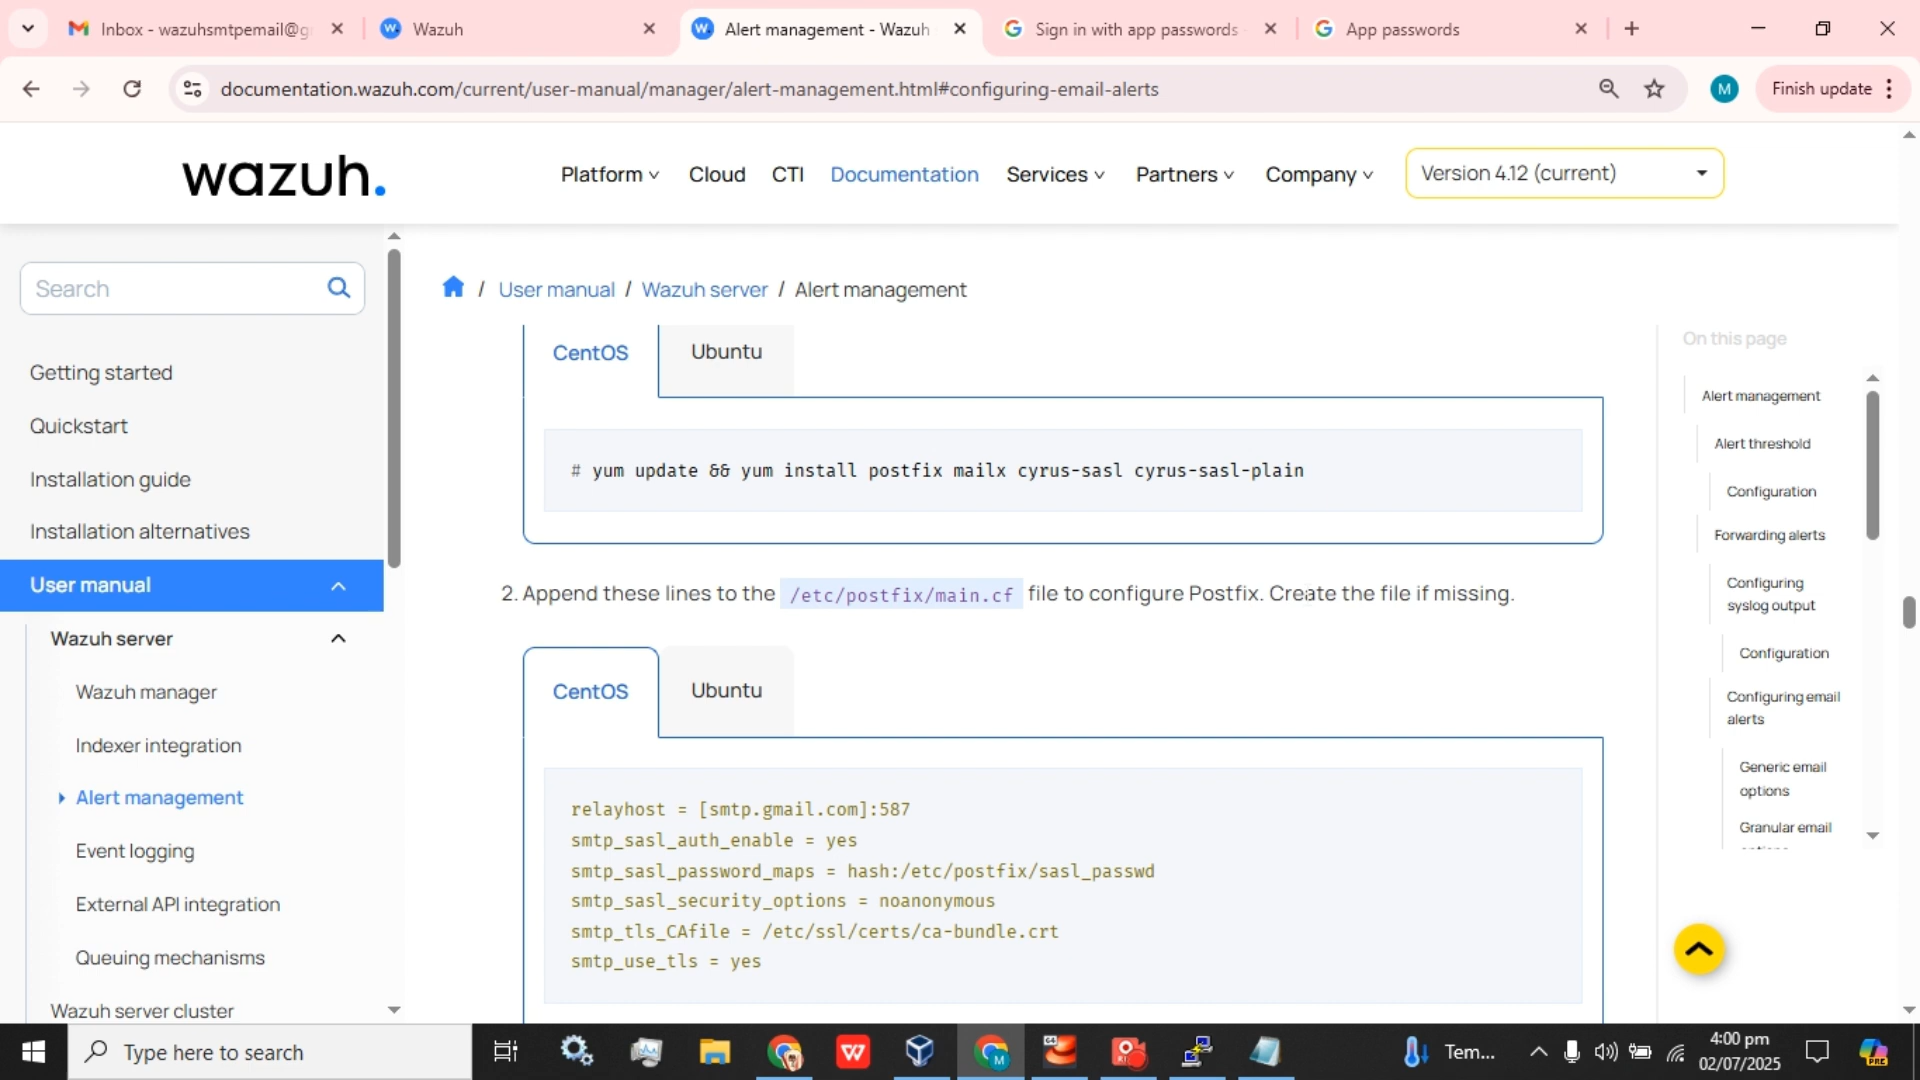 Inbox - wazuhsmtpemail@g
Wazuh
Alert management - Wazuh
Sign in with app passwords
App passwords
documentation.wazuh.com/current/user-manual/manager/alert-management.html#configuring-email-alerts
M
Finish update
wazuh.
Platform
Cloud
CTI
Documentation
Services
Partners
Company
Version 4.12 (current)
Search
Getting started
Quickstart
Installation guide
Installation alternatives
User manual
Wazuh server
Wazuh manager
Indexer integration
Alert management
Event logging
External API integration
Queuing mechanisms
Wazuh server cluster
/ User manual / Wazuh server / Alert management
CentOS
Ubuntu
# yum update && yum install postfix mailx cyrus-sasl cyrus-sasl-plain
2. Append these lines to the /etc/postfix/main.cf file to configure Postfix. Create the file if missing.
CentOS
Ubuntu
relayhost = [smtp.gmail.com]:587
smtp_sasl_auth_enable = yes
smtp_sasl_password_maps = hash:/etc/postfix/sasl_passwd
smtp_sasl_security_options = noanonymous
smtp_tls_CAfile = /etc/ssl/certs/ca-bundle.crt
smtp_use_tls = yes
On this page
Alert management
Alert threshold
Configuration
Forwarding alerts
Configuring
syslog output
Configuration
Configuring email
alerts
Generic email
options
Granular email
Type here to search
Tem...
4:00 pm
02/07/2025